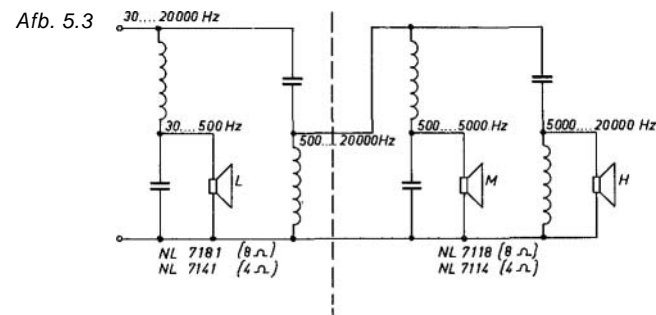 Afb. 5.3
30....20000 Hz
30....500 Hz
500....20000Hz
500...5000 Hz
5000....20000 Hz
L
M
H
NL 7181 (8 Ω)
NL 7141 (4 Ω)
NL 7118 (8 Ω)
NL 7114 (4 Ω)